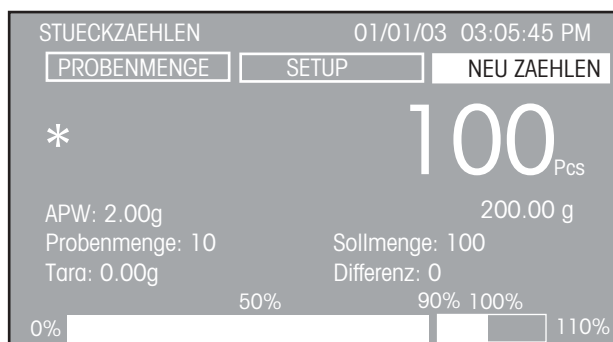 STUECKZAEHLEN 01/01/03 03:05:45 PM
PROBENMENGE SETUP NEU ZAEHLEN
* 100 Pcs
APW: 2.00g 200.00 g
Probenmenge: 10 Sollmenge: 100
Tara: 0.00g Differenz: 0
50% 90% 100%
0% 110%